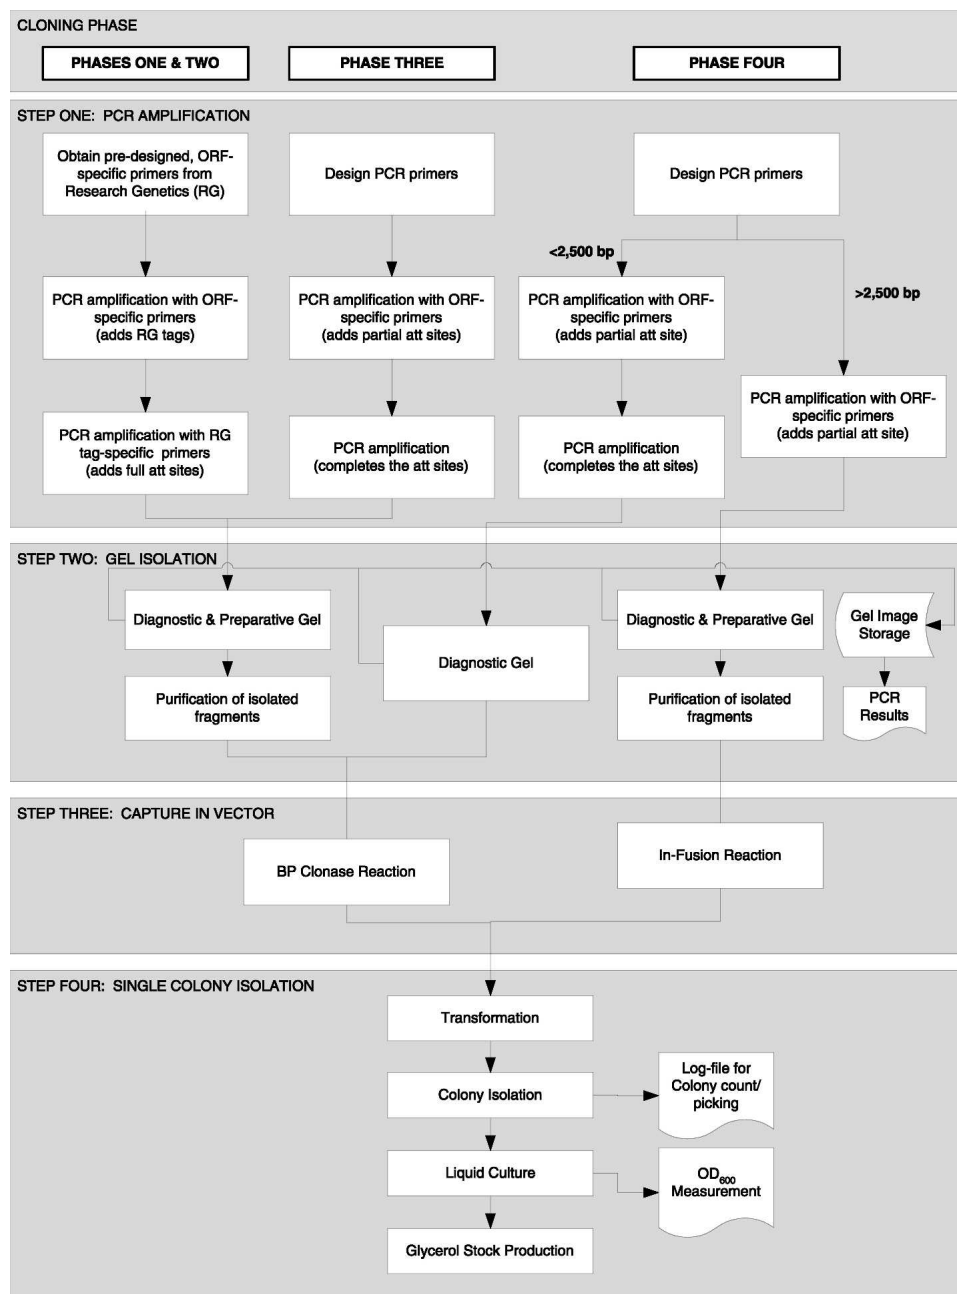 CLONING PHASE
PHASES ONE & TWO
PHASE THREE
PHASE FOUR
STEP ONE: PCR AMPLIFICATION
Obtain pre-designed, ORF-
specific primers from
Research Genetics (RG)
Design PCR primers
Design PCR primers
<2,500 bp
>2,500 bp
PCR amplification with ORF-
specific primers
(adds RG tags)
PCR amplification with ORF-
specific primers
(adds partial att sites)
PCR amplification with ORF-
specific primers
(adds partial att site)
PCR amplification with ORF-
specific primers
(adds partial att site)
PCR amplification with RG
tag-specific primers
(adds full att sites)
PCR amplification
(completes the att sites)
PCR amplification
(completes the att sites)
STEP TWO: GEL ISOLATION
Diagnostic & Preparative Gel
Diagnostic Gel
Diagnostic & Preparative Gel
Gel Image
Storage
Purification of isolated
fragments
Purification of isolated
fragments
PCR
Results
STEP THREE: CAPTURE IN VECTOR
BP Clonase Reaction
In-Fusion Reaction
STEP FOUR: SINGLE COLONY ISOLATION
Transformation
Colony Isolation
Log-file for
Colony count/
picking
Liquid Culture
OD600
Measurement
Glycerol Stock Production